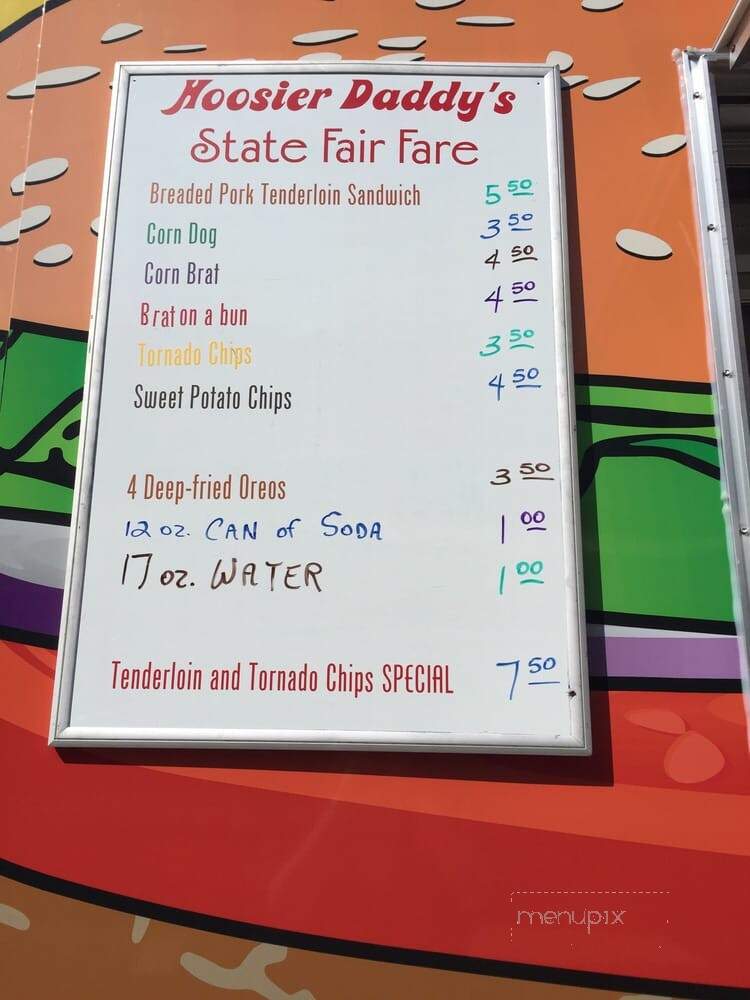 Hoosier Daddy's
State Fair Fare
Breaded Pork Tenderloin Sandwich 5 50
Corn Dog 3 50
Corn Brat 4 50
Brat on a bun 4 50
Tornado Chips 3 50
Sweet Potato Chips 4 50
4 Deep-fried Oreos 3 50
12 oz. CAN of SODA 1 00
17 oz. WATER 1 00
Tenderloin and Tornado Chips SPECIAL 7 50
menupix